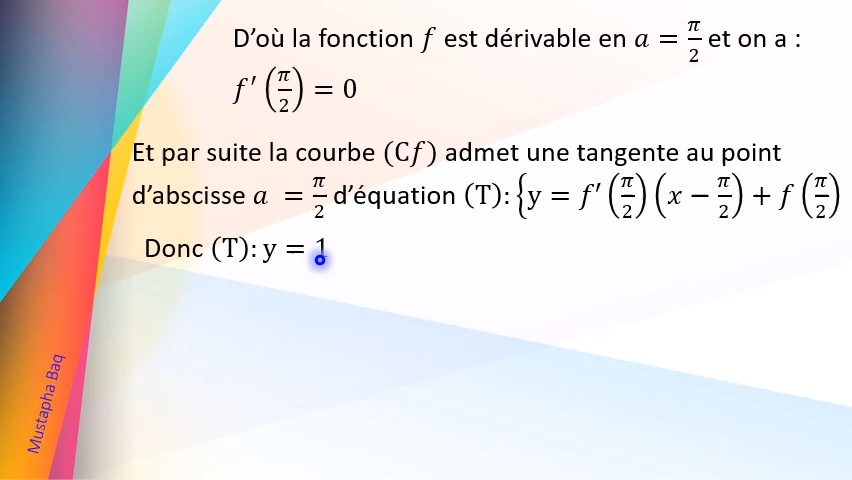 D’où la fonction f est dérivable en a = π/2 et on a :
f′(π/2) = 0
Et par suite la courbe (Cf) admet une tangente au point
d’abscisse a = π/2 d’équation (T): {y = f′(π/2)(x − π/2) + f(π/2)
Donc (T): y = 1
Mustapha Baq